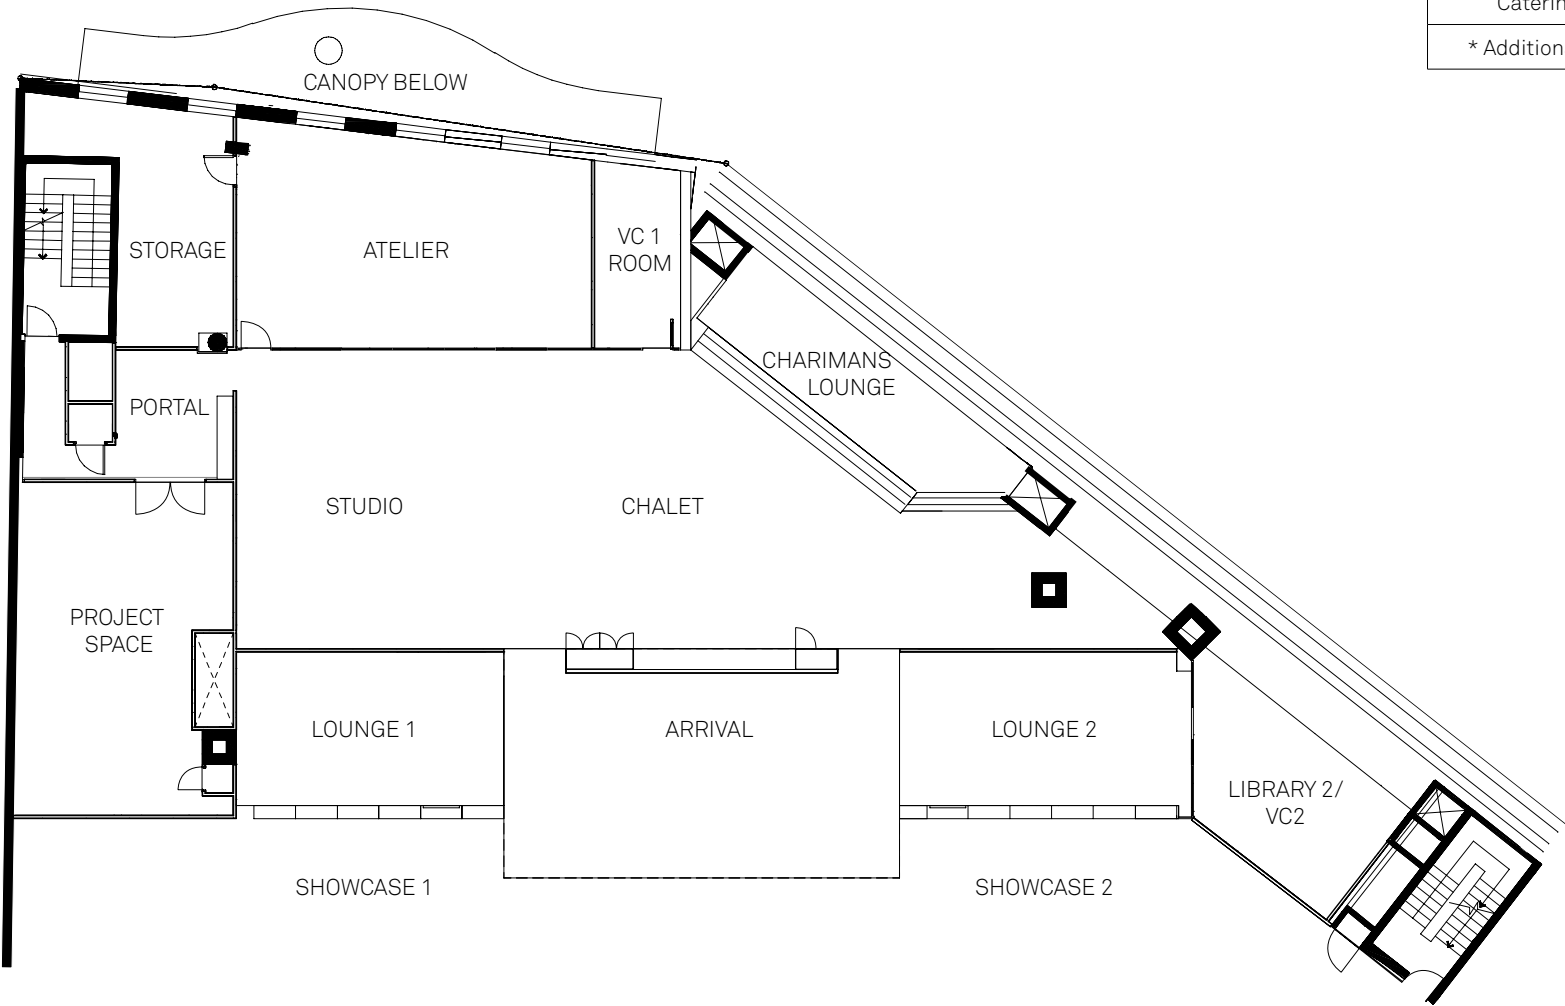 Caterin
* Addition
CANOPY BELOW
STORAGE
ATELIER
VC 1
ROOM
CHARIMANS
LOUNGE
PORTAL
STUDIO
CHALET
PROJECT
SPACE
LOUNGE 1
ARRIVAL
LOUNGE 2
LIBRARY 2/
VC2
SHOWCASE 1
SHOWCASE 2